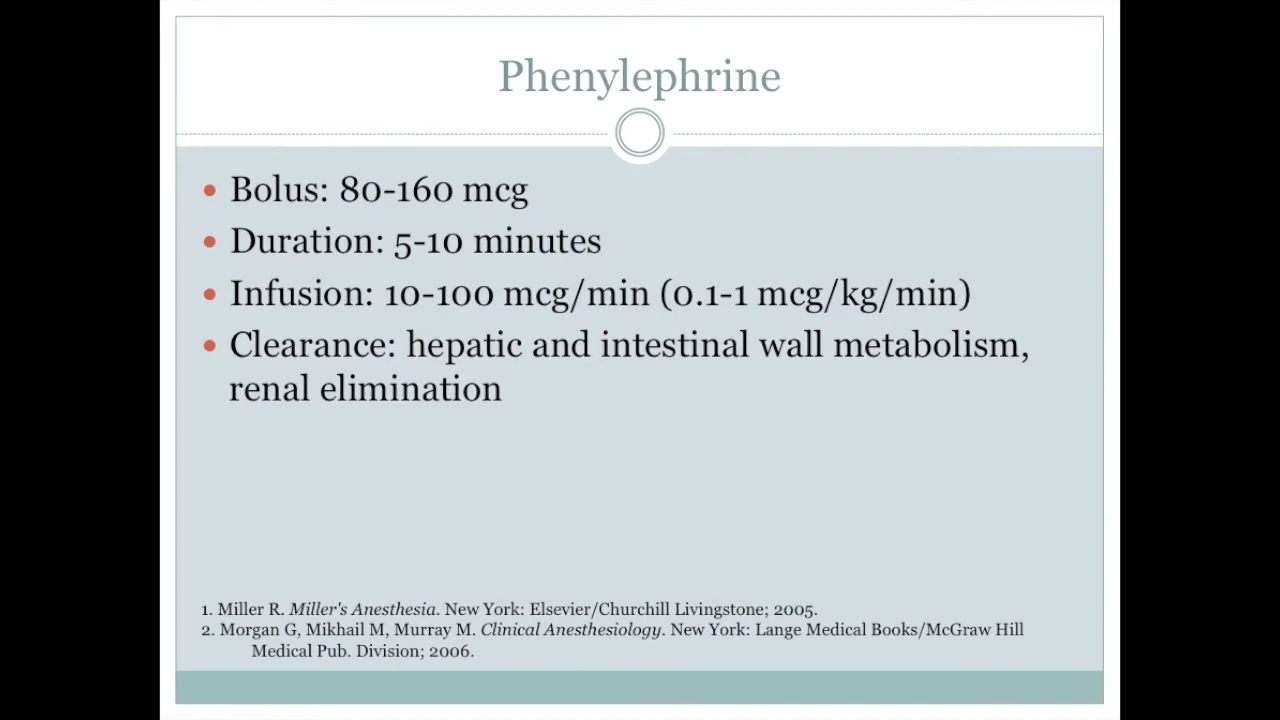 Phenylephrine
• Bolus: 80-160 mcg
• Duration: 5-10 minutes
• Infusion: 10-100 mcg/min (0.1-1 mcg/kg/min)
• Clearance: hepatic and intestinal wall metabolism,
renal elimination
1. Miller R. Miller's Anesthesia. New York: Elsevier/Churchill Livingstone; 2005.
2. Morgan G, Mikhail M, Murray M. Clinical Anesthesiology. New York: Lange Medical Books/McGraw Hill
Medical Pub. Division; 2006.